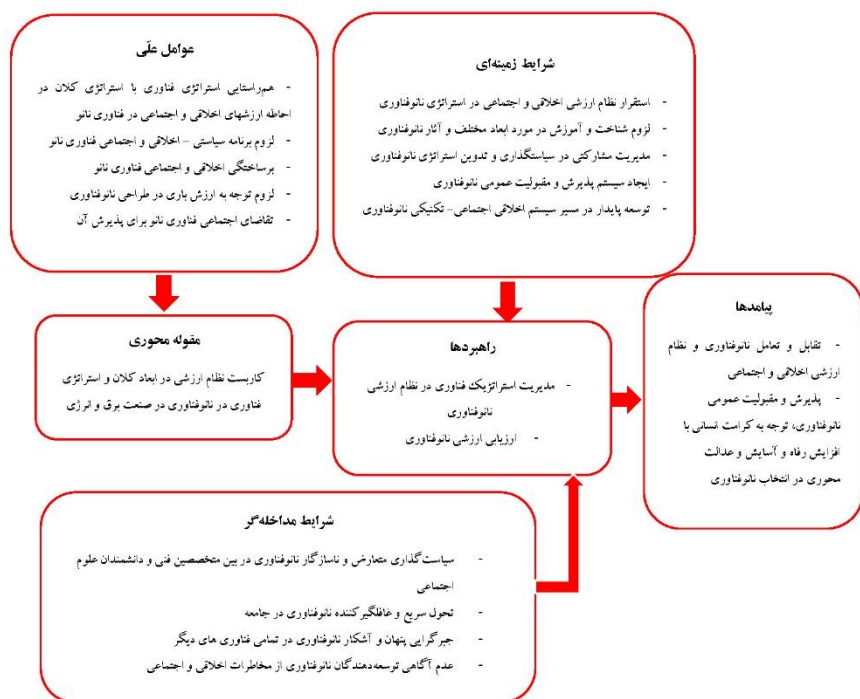 عوامل علّی
- هم‌راستایی استراتژی فناوری با استراتژی کلان در
احاطه ارزشهای اخلاقی و اجتماعی در فناوری نانو
- لزوم برنامه سیاستی – اخلاقی و اجتماعی فناوری نانو
- برساختگی اخلاقی و اجتماعی فناوری نانو
- لزوم توجه به ارزش باری در طراحی نانوفناوری
- تقاضای اجتماعی فناوری نانو برای پذیرش آن
شرایط زمینه‌ای
- استقرار نظام ارزشی اخلاقی و اجتماعی در استراتژی نانوفناوری
- لزوم شناخت و آموزش در مورد ابعاد مختلف و آثار نانوفناوری
- مدیریت مشارکتی در سیاستگذاری و تدوین استراتژی نانوفناوری
- ایجاد سیستم پذیرش و مقبولیت عمومی نانوفناوری
- توسعه پایدار در مسیر سیستم اخلاقی اجتماعی- تکنیکی نانوفناوری
مقوله محوری
کاربست نظام ارزشی در ابعاد کلان و استراتژی
فناوری در نانوفناوری در صنعت برق و انرژی
راهبردها
- مدیریت استراتژیک فناوری در نظام ارزشی
نانوفناوری
- ارزیابی ارزشی نانوفناوری
پیامدها
- تقابل و تعامل نانوفناوری و نظام
ارزشی اخلاقی و اجتماعی
- پذیرش و مقبولیت عمومی
نانوفناوری، توجه به کرامت انسانی با
افزایش رفاه و آسایش و عدالت
محوری در انتخاب نانوفناوری
شرایط مداخله‌گر
- سیاست‌گذاری متعارض و ناسازگار نانوفناوری در بین متخصصین فنی و دانشمندان علوم
اجتماعی
- تحول سریع و غافلگیرکننده نانوفناوری در جامعه
- جبرگرایی پنهان و آشکار نانوفناوری در تمامی فناوری های دیگر
- عدم آگاهی توسعه‌دهندگان نانوفناوری از مخاطرات اخلاقی و اجتماعی